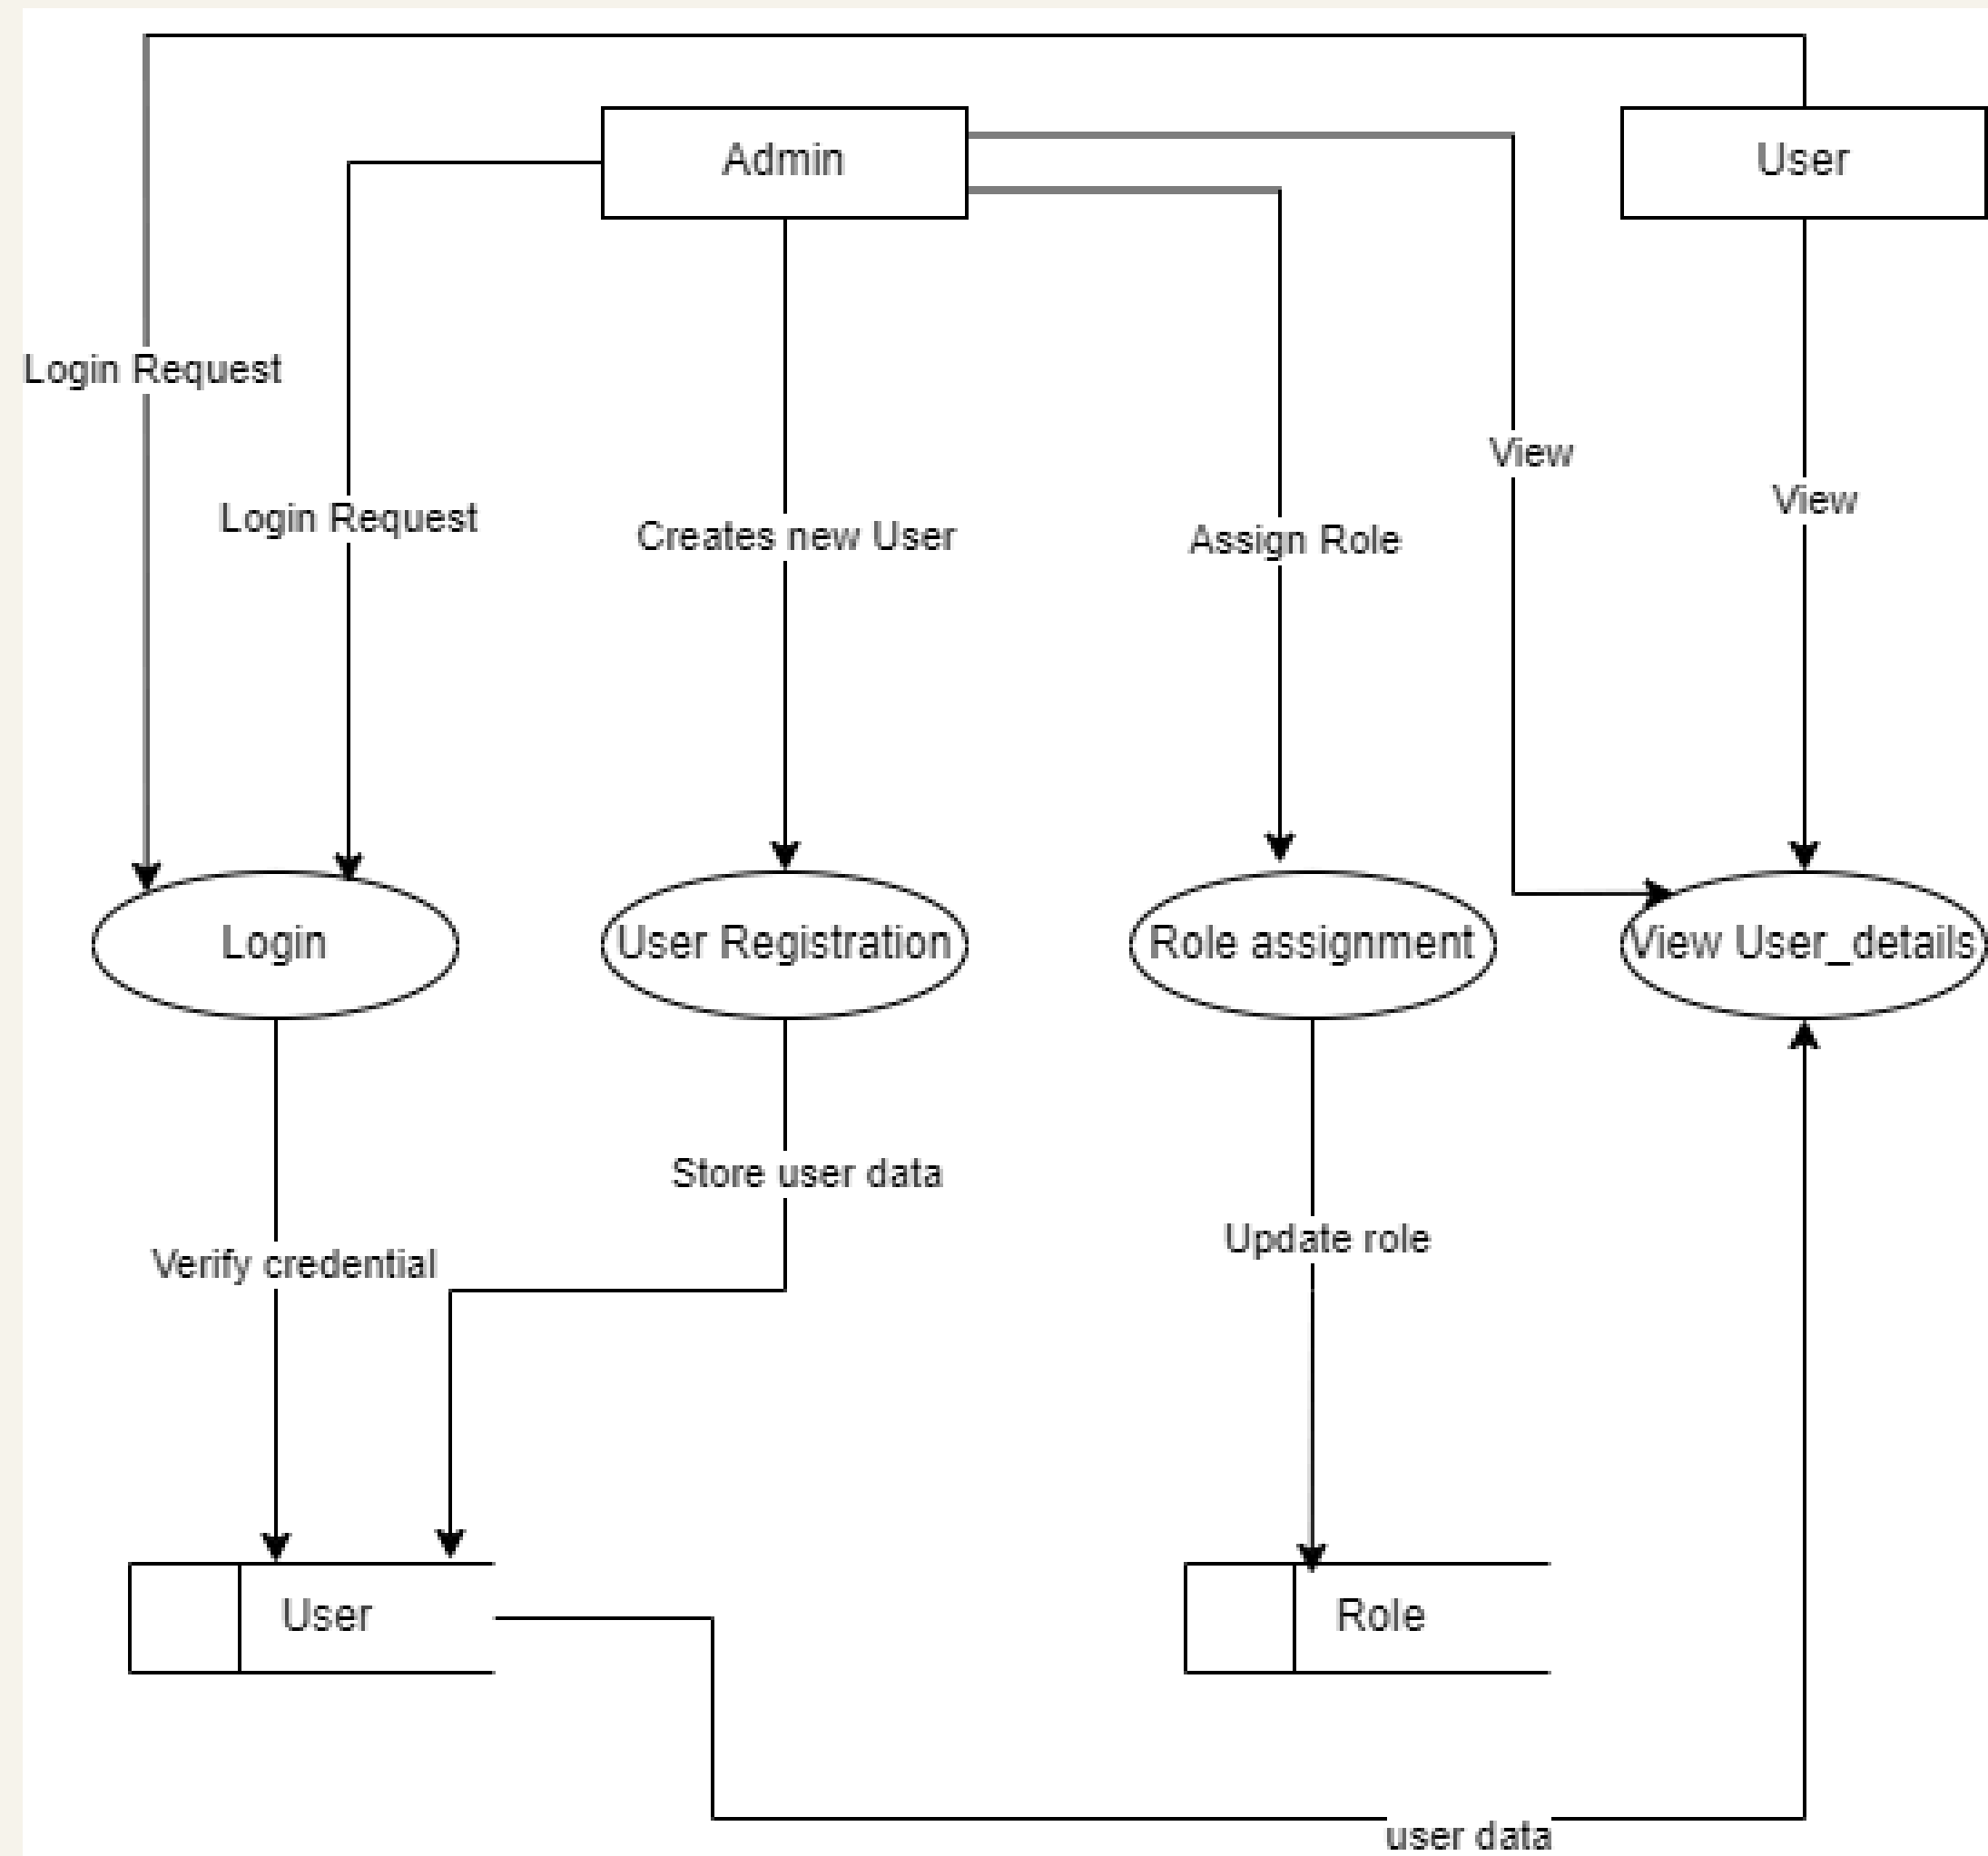 Admin
User
Login Request
View
View
Login Request
Creates new User
Assign Role
Login
User Registration
Role assignment
View User_details
Store user data
Update role
Verify credential
User
Role
user data